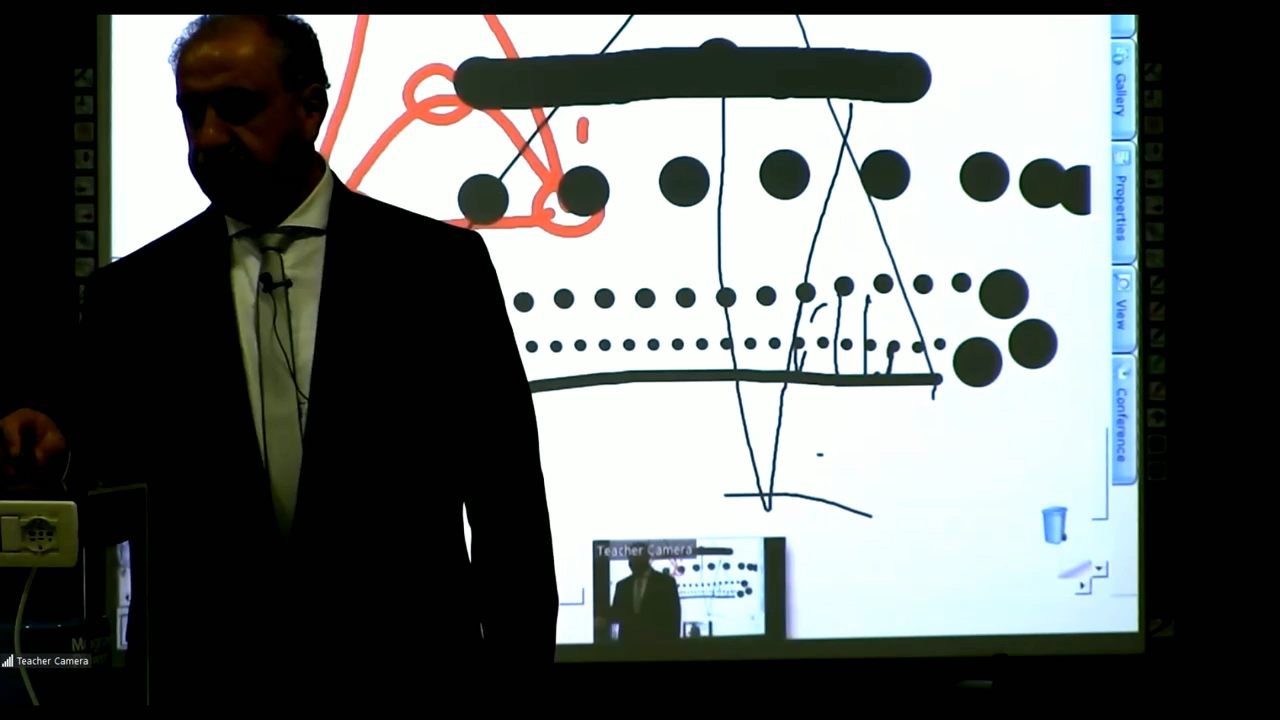 Gallery
Properties
View
Conference
Teacher Camera
Teacher Camera